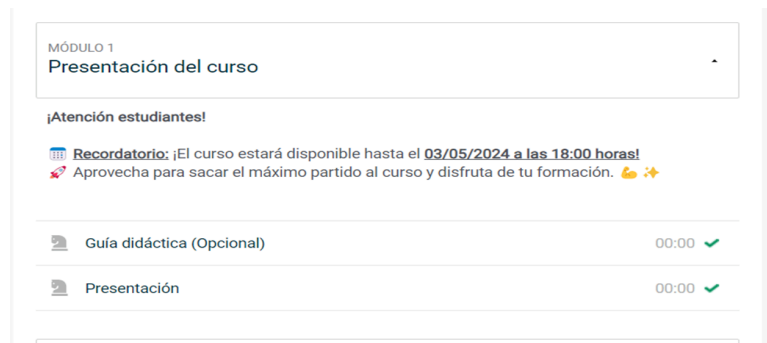 MÓDULO 1
Presentación del curso
¡Atención estudiantes!
Recordatorio: ¡El curso estará disponible hasta el 03/05/2024 a las 18:00 horas!
Aprovecha para sacar el máximo partido al curso y disfruta de tu formación.
Guía didáctica (Opcional) 00:00
Presentación 00:00